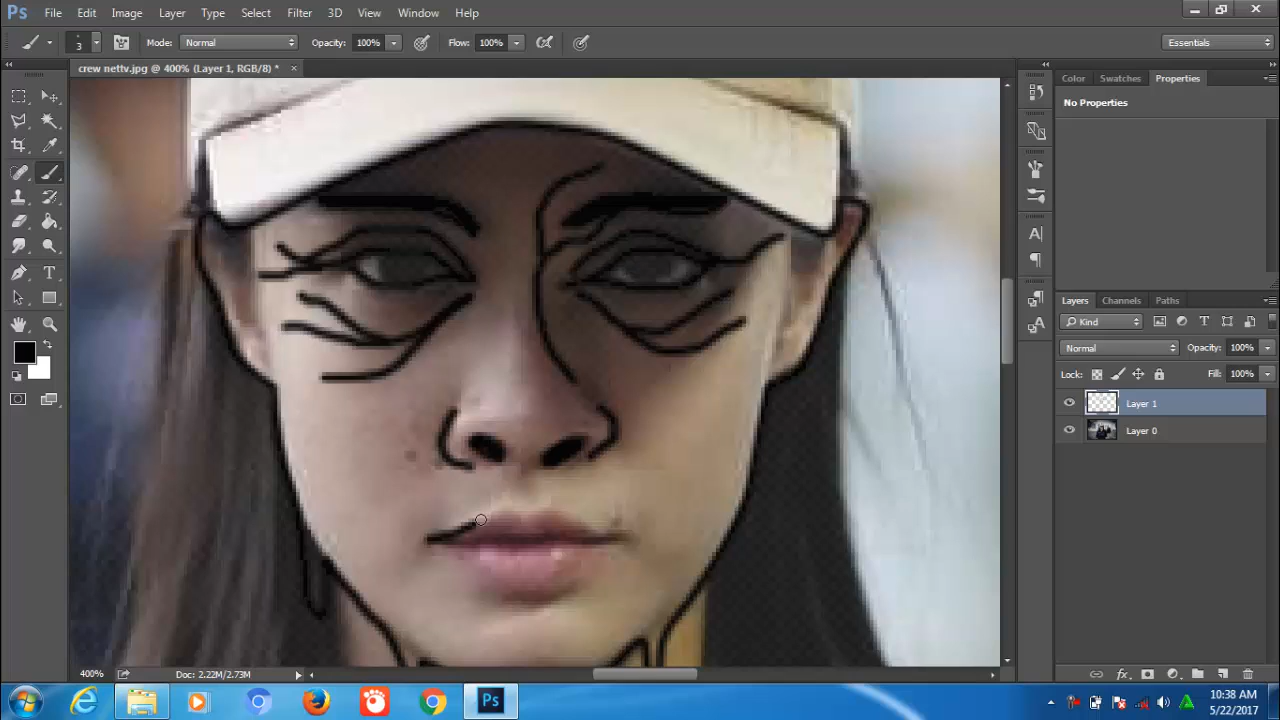 Ps File Edit Image Layer Type Select Filter 3D View Window Help
3 Mode: Normal Opacity: 100% Flow: 100% Essentials
crew nettv.jpg @ 400% (Layer 1, RGB/8) * ×
Color Swatches Properties
No Properties
Layers Channels Paths
Kind
Normal Opacity: 100%
Lock: Fill: 100%
Layer 1
Layer 0
400% Doc: 2.22M/2.73M
Ps
10:38 AM
5/22/2017